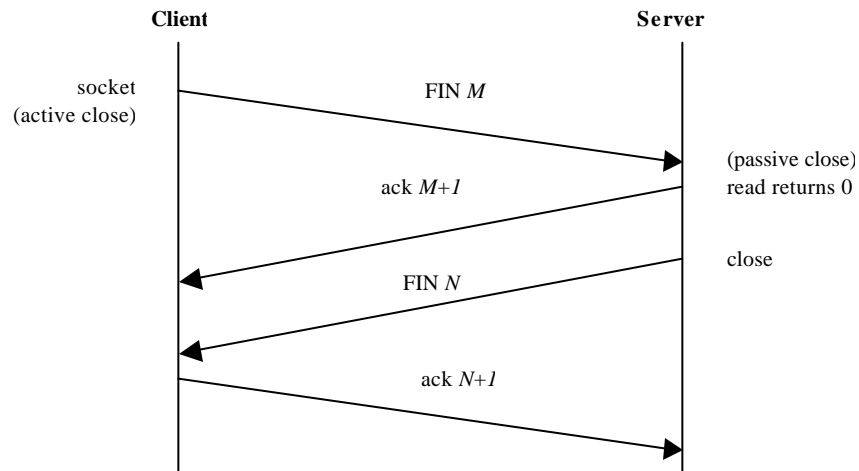 Client
Server
socket
(active close)
FIN M
(passive close)
read returns 0
ack M+1
close
FIN N
ack N+1